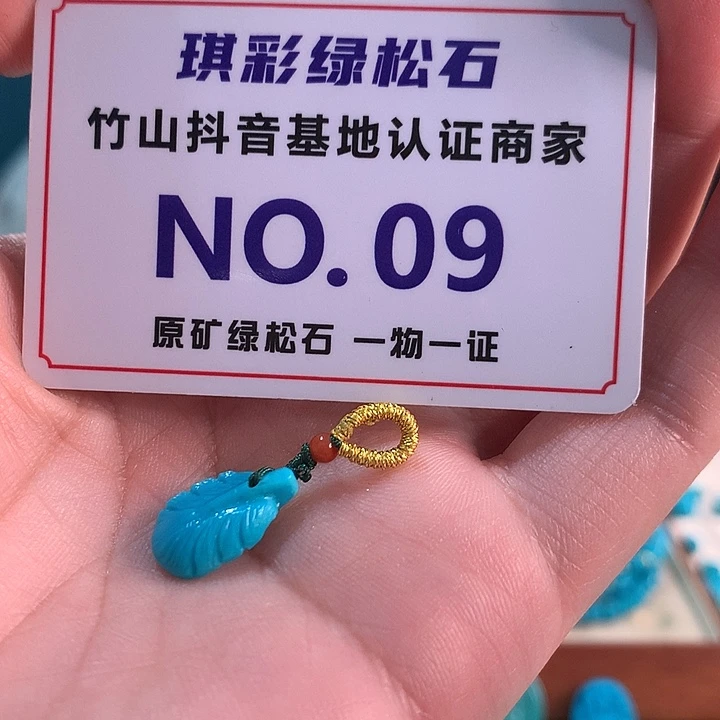 琪彩绿松石
竹山抖音基地认证商家
NO.09
原矿绿松石 一物一证